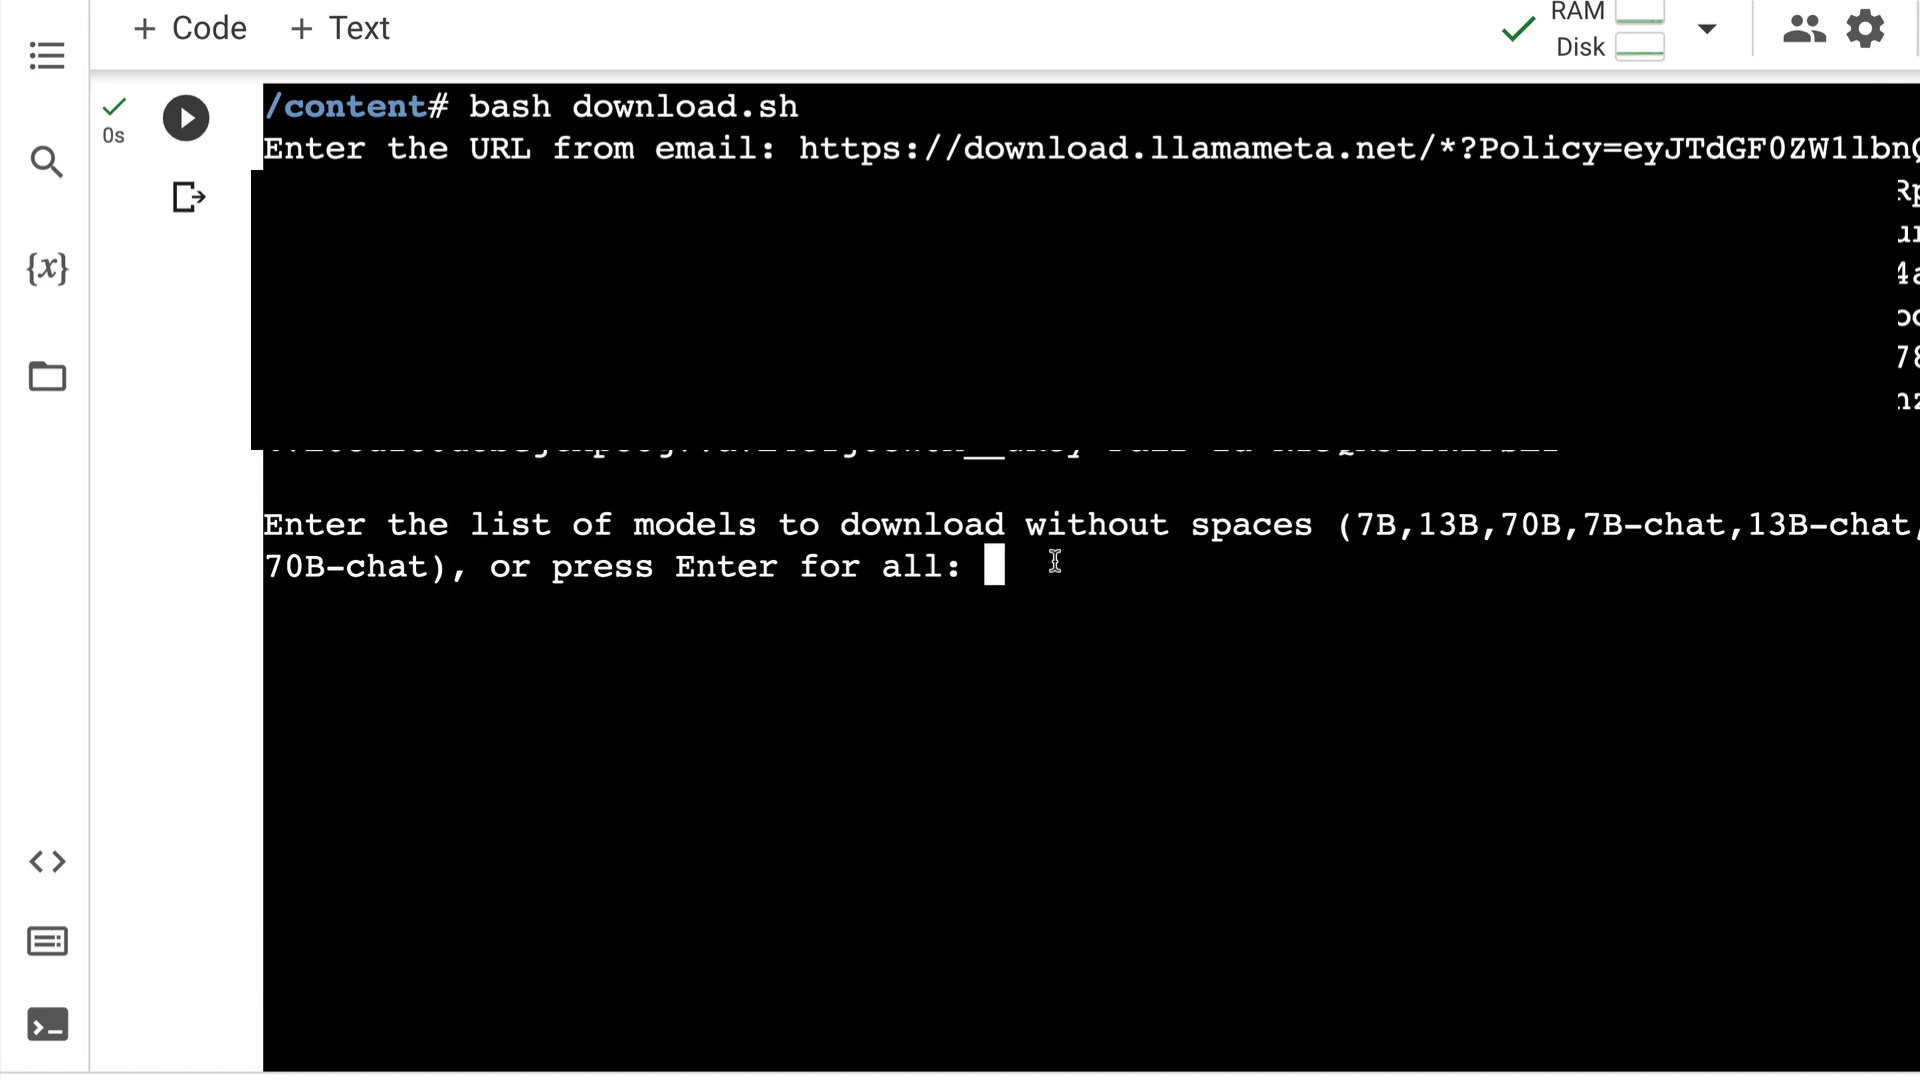 + Code + Text
RAM
Disk
0s
{x}
/content# bash download.sh
Enter the URL from email: https://download.llamameta.net/*?Policy=eyJTdGF0ZW1lbn
Enter the list of models to download without spaces (7B,13B,70B,7B-chat,13B-chat,
70B-chat), or press Enter for all: